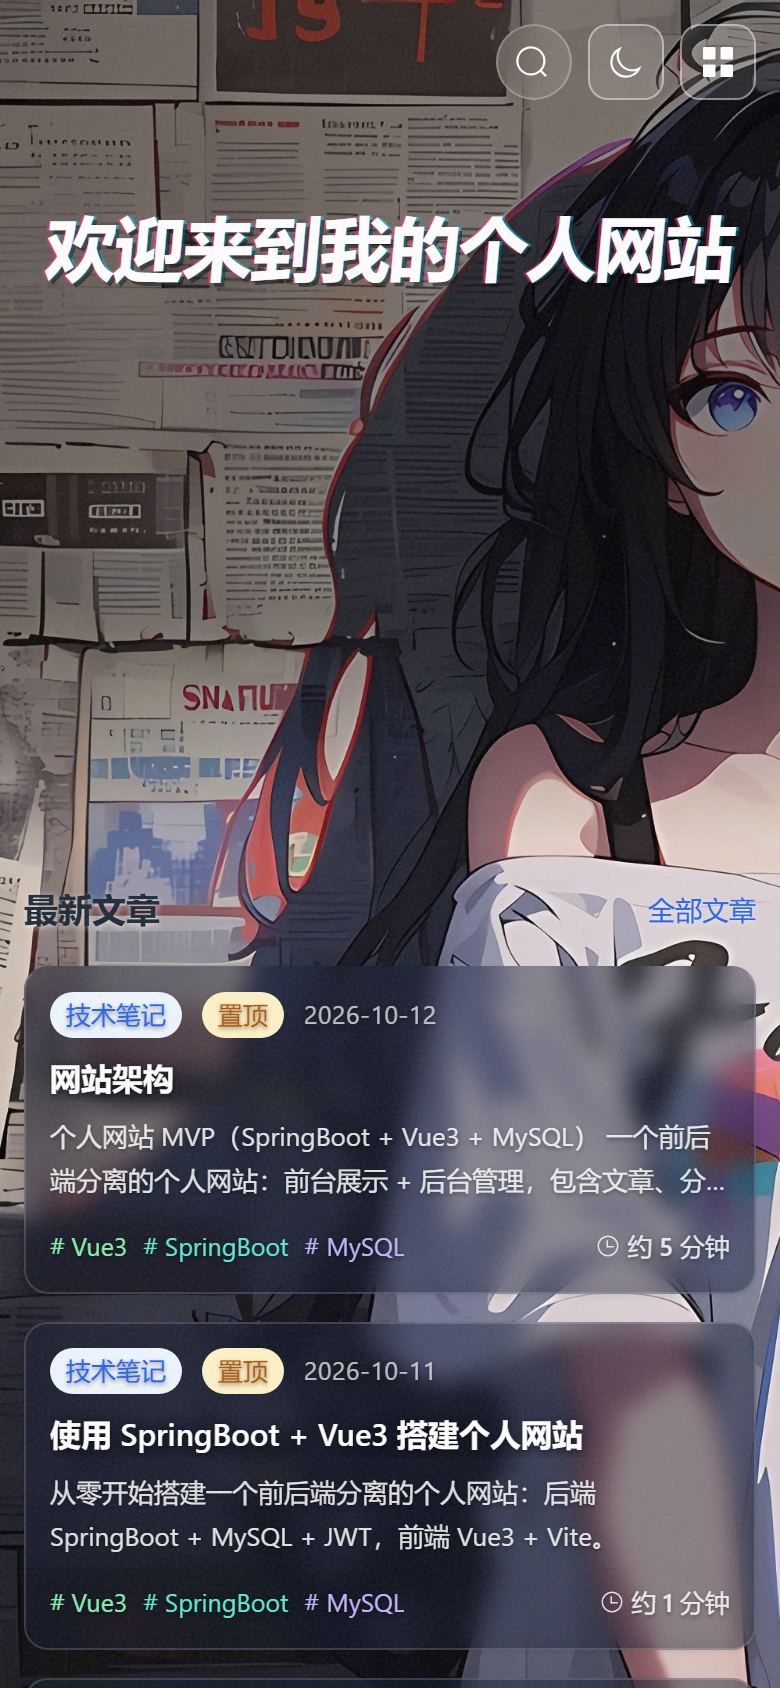 欢迎来到我的个人网站
最新文章
全部文章
技术笔记 置顶 2026-10-12
网站架构
个人网站 MVP（SpringBoot + Vue3 + MySQL） 一个前后
端分离的个人网站：前台展示 + 后台管理，包含文章、分...
# Vue3 # SpringBoot # MySQL 约 5 分钟
技术笔记 置顶 2026-10-11
使用 SpringBoot + Vue3 搭建个人网站
从零开始搭建一个前后端分离的个人网站：后端
SpringBoot + MySQL + JWT，前端 Vue3 + Vite。
# Vue3 # SpringBoot # MySQL 约 1 分钟